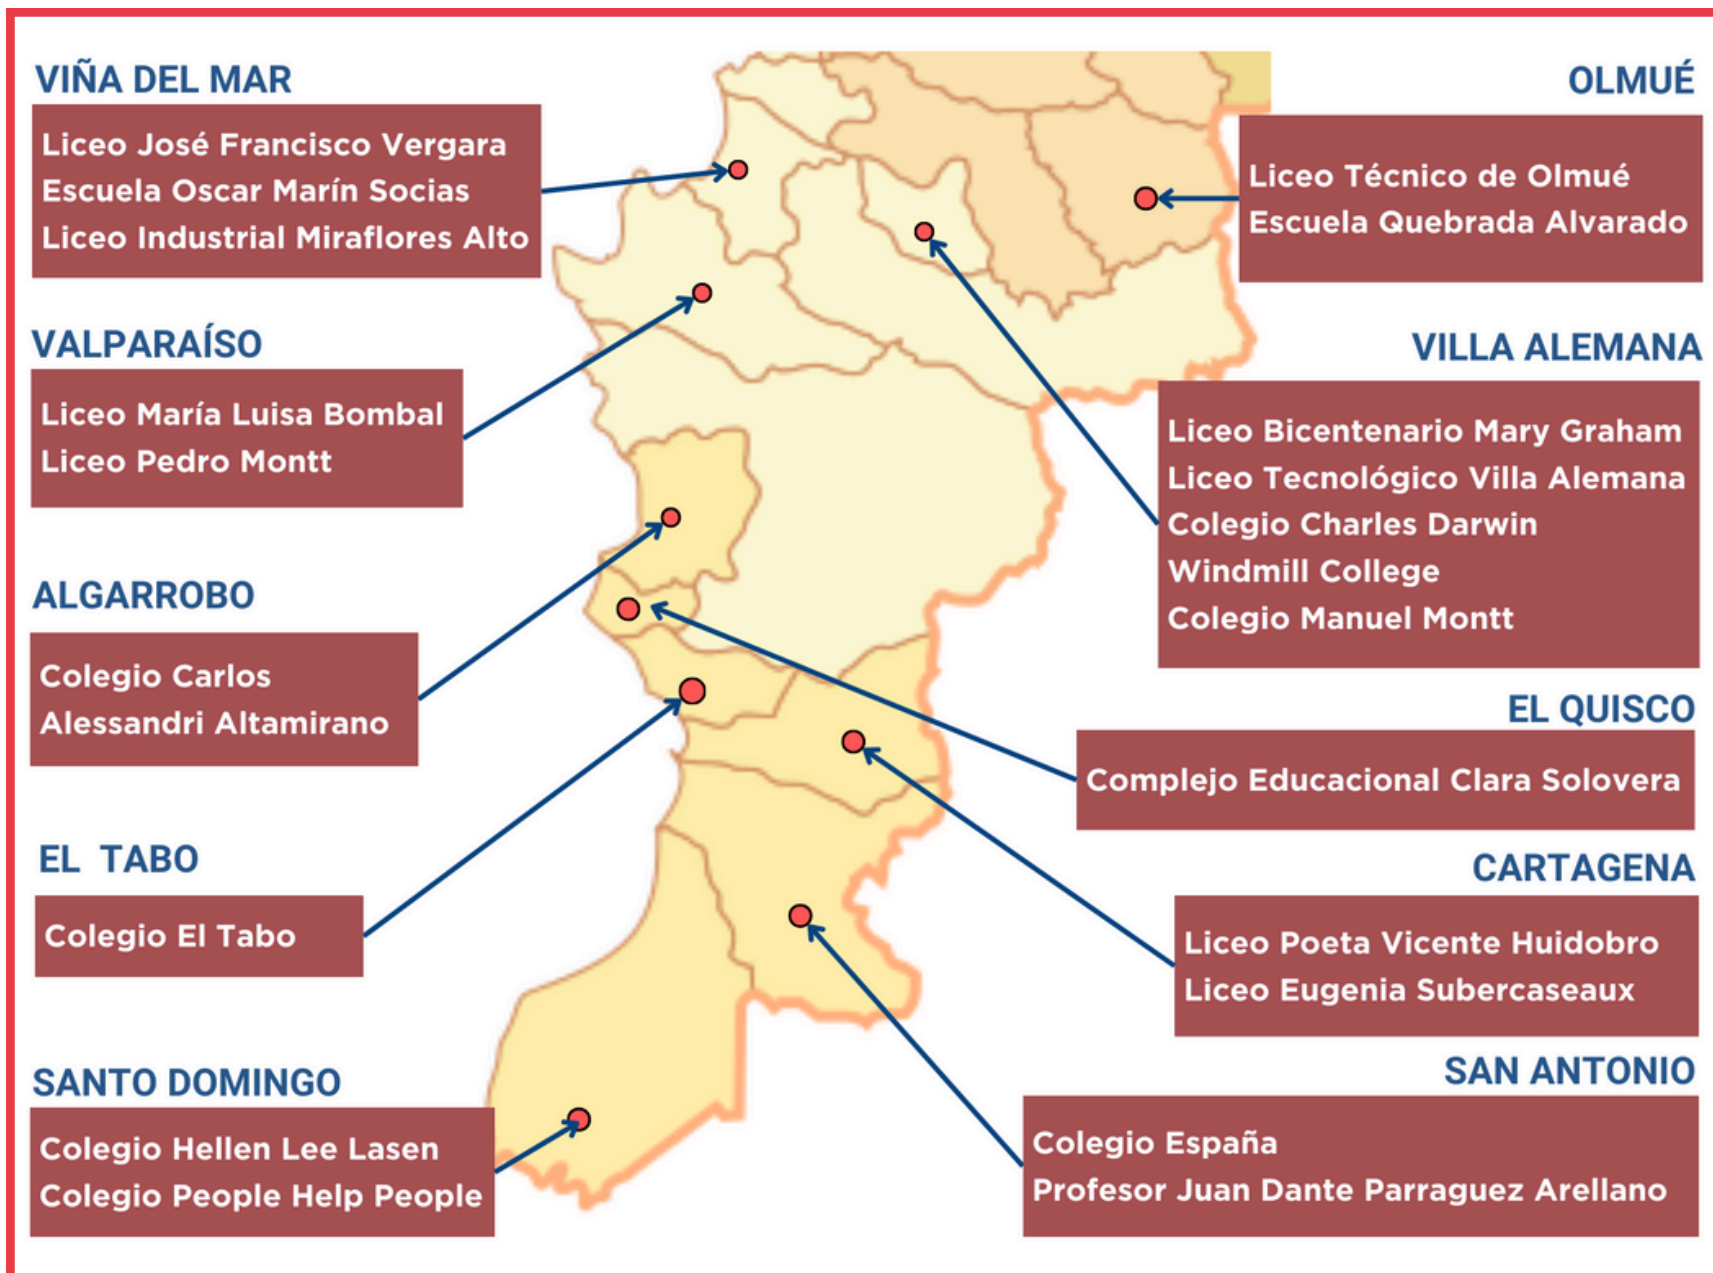 VIÑA DEL MAR
Liceo José Francisco Vergara
Escuela Oscar Marín Socias
Liceo Industrial Miraflores Alto
VALPARAÍSO
Liceo María Luisa Bombal
Liceo Pedro Montt
ALGARROBO
Colegio Carlos
Alessandri Altamirano
EL TABO
Colegio El Tabo
SANTO DOMINGO
Colegio Hellen Lee Lasen
Colegio People Help People
OLMUÉ
Liceo Técnico de Olmué
Escuela Quebrada Alvarado
VILLA ALEMANA
Liceo Bicentenario Mary Graham
Liceo Tecnológico Villa Alemana
Colegio Charles Darwin
Windmill College
Colegio Manuel Montt
EL QUISCO
Complejo Educacional Clara Solovera
CARTAGENA
Liceo Poeta Vicente Huidobro
Liceo Eugenia Subercaseaux
SAN ANTONIO
Colegio España
Profesor Juan Dante Parraguez Arellano